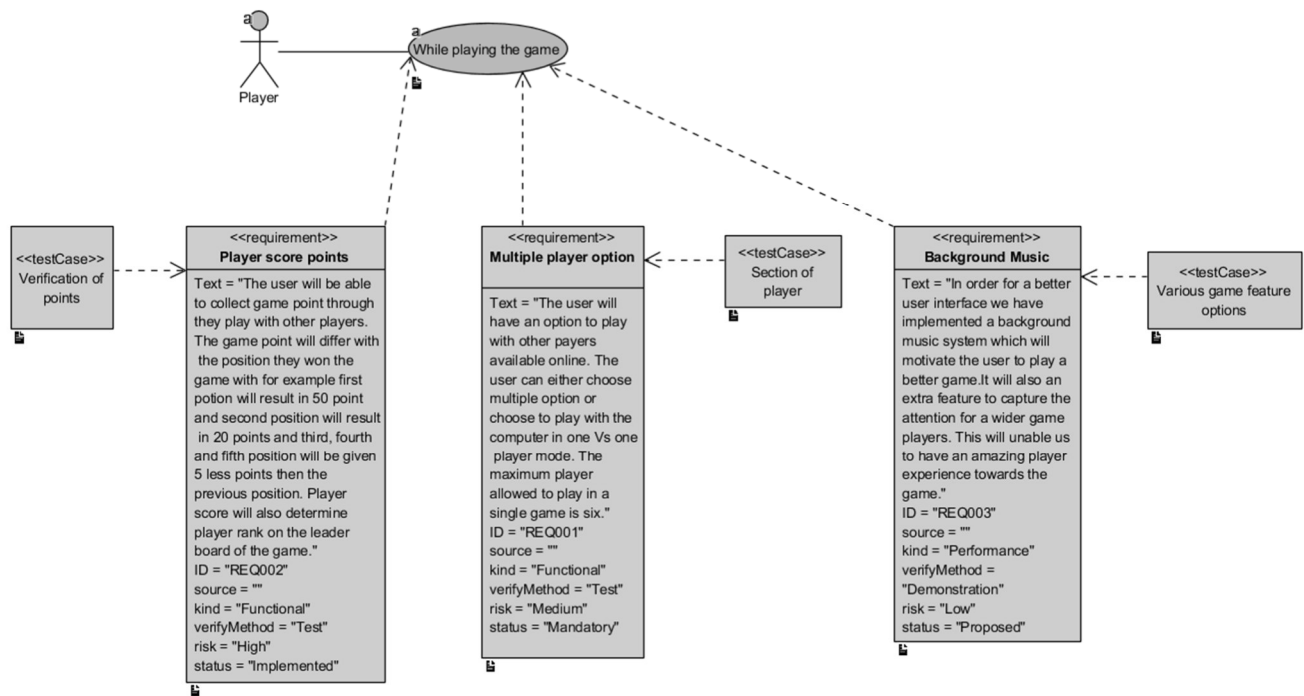 a
a
While playing the game
Player
<<testCase>>
Verification of
points
<<requirement>>
Player score points
Text = "The user will be able
to collect game point through
they play with other players.
The game point will differ with
the position they won the
game with for example first
potion will result in 50 point
and second position will result
in 20 points and third, fourth
and fifth position will be given
5 less points then the
previous position. Player
score will also determine
player rank on the leader
board of the game."
ID = "REQ002"
source = ""
kind = "Functional"
verifyMethod = "Test"
risk = "High"
status = "Implemented"
<<requirement>>
Multiple player option
Text = "The user will
have an option to play
with other payers
available online. The
user can either choose
multiple option or
choose to play with the
computer in one Vs one
player mode. The
maximum player
allowed to play in a
single game is six."
ID = "REQ001"
source = ""
kind = "Functional"
verifyMethod = "Test"
risk = "Medium"
status = "Mandatory"
<<testCase>>
Section of
player
<<requirement>>
Background Music
Text = "In order for a better
user interface we have
implemented a background
music system which will
motivate the user to play a
better game.It will also an
extra feature to capture the
attention for a wider game
players. This will unable us
to have an amazing player
experience towards the
game."
ID = "REQ003"
source = ""
kind = "Performance"
verifyMethod =
"Demonstration"
risk = "Low"
status = "Proposed"
<<testCase>>
Various game feature
options